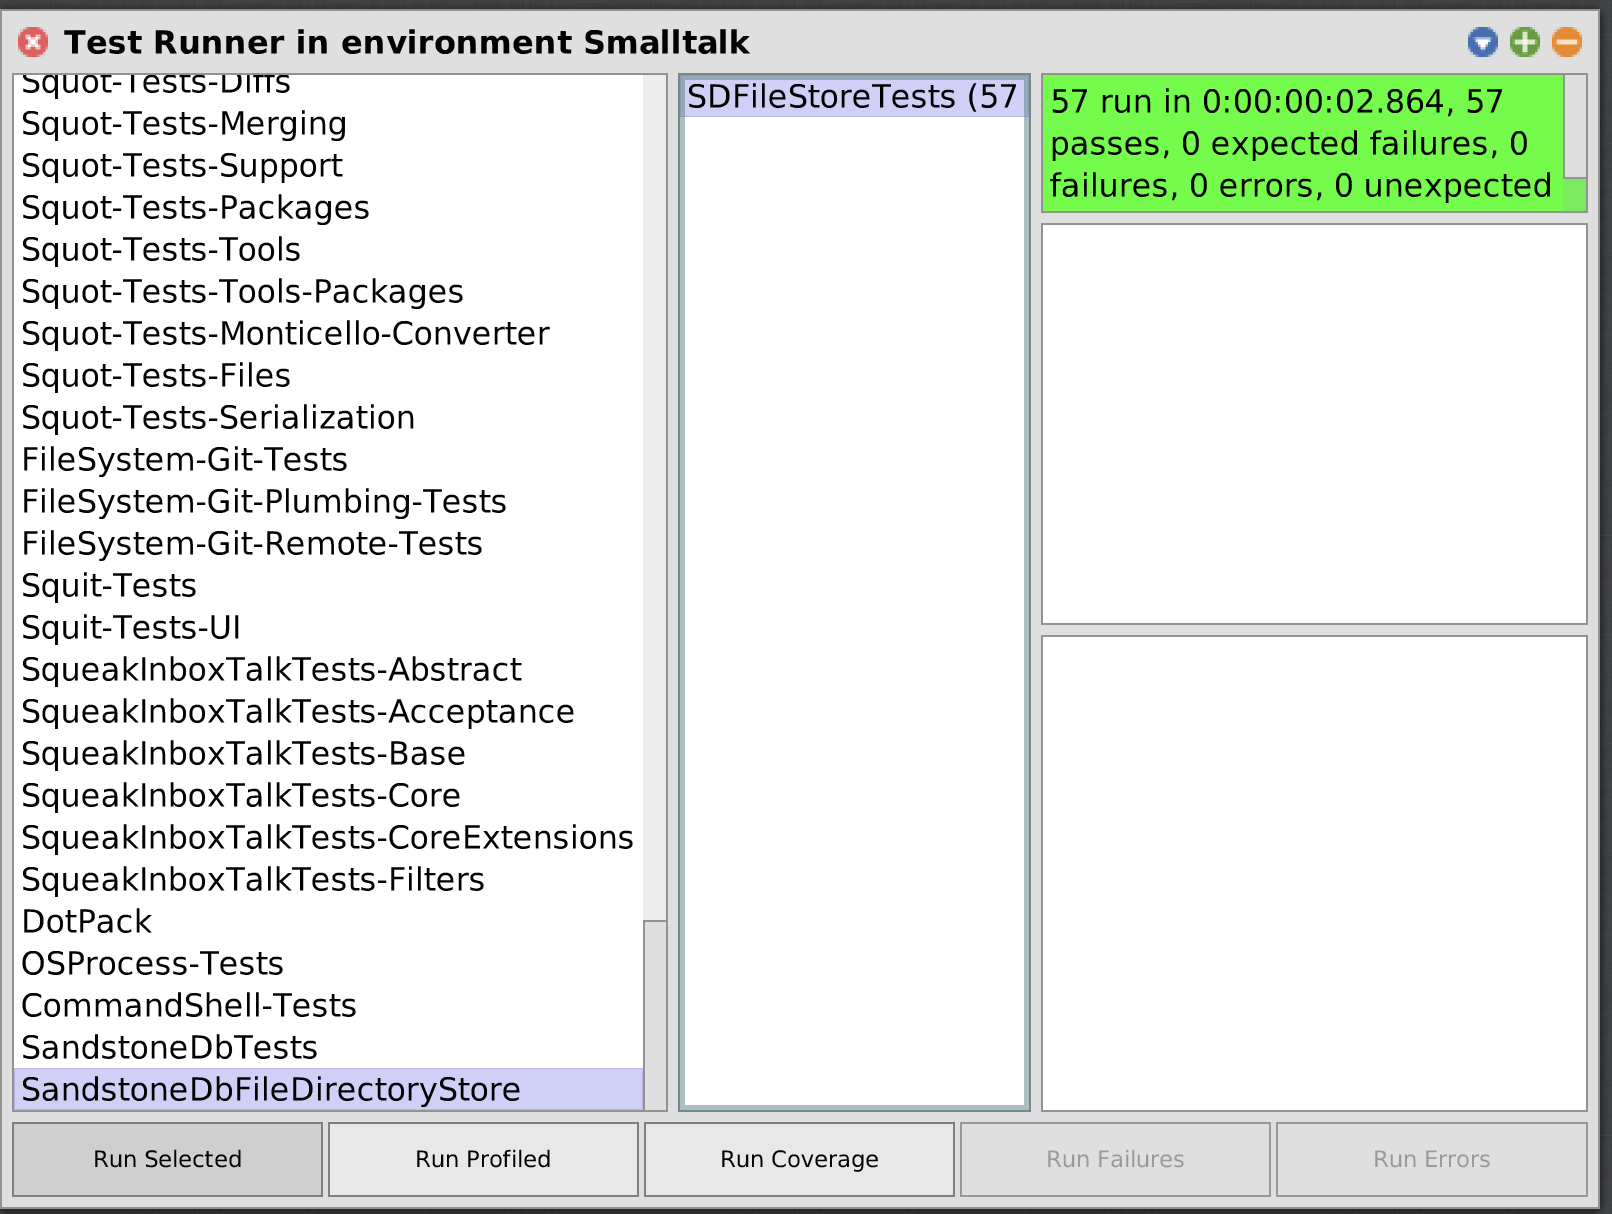 Test Runner in environment Smalltalk
Squot-Tests-Diffs
Squot-Tests-Merging
Squot-Tests-Support
Squot-Tests-Packages
Squot-Tests-Tools
Squot-Tests-Tools-Packages
Squot-Tests-Monticello-Converter
Squot-Tests-Files
Squot-Tests-Serialization
FileSystem-Git-Tests
FileSystem-Git-Plumbing-Tests
FileSystem-Git-Remote-Tests
Squit-Tests
Squit-Tests-UI
SqueakInboxTalkTests-Abstract
SqueakInboxTalkTests-Acceptance
SqueakInboxTalkTests-Base
SqueakInboxTalkTests-Core
SqueakInboxTalkTests-CoreExtensions
SqueakInboxTalkTests-Filters
DotPack
OSProcess-Tests
CommandShell-Tests
SandstoneDbTests
SandstoneDbFileDirectoryStore
SDFileStoreTests (57
57 run in 0:00:00:02.864, 57
passes, 0 expected failures, 0
failures, 0 errors, 0 unexpected
Run Selected
Run Profiled
Run Coverage
Run Failures
Run Errors